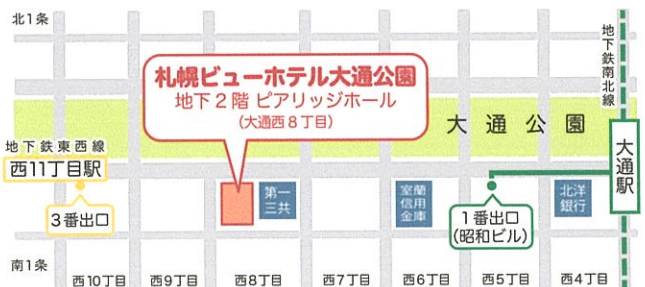 北1条
地下鉄南北線
札幌ビューホテル大通公園
地下2階 ピアリッジホール
(大通西8丁目)
大通公園
地下鉄東西線
西11丁目駅
大通駅
3番出口
第一
三共
室蘭
信用
金庫
1番出口
(昭和ビル)
北洋
銀行
南1条
西10丁目
西9丁目
西8丁目
西7丁目
西6丁目
西5丁目
西4丁目